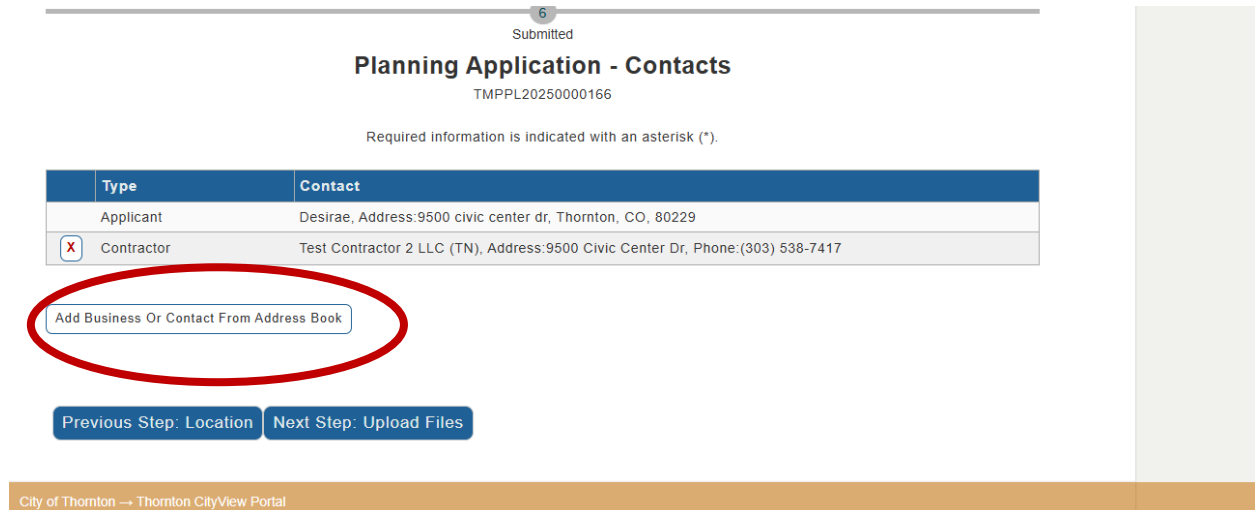 6
Submitted
Planning Application - Contacts
TMPPL20250000166
Required information is indicated with an asterisk (*).
Type Contact
Applicant Desirae, Address:9500 civic center dr, Thornton, CO, 80229
X Contractor Test Contractor 2 LLC (TN), Address:9500 Civic Center Dr, Phone:(303) 538-7417
Add Business Or Contact From Address Book
Previous Step: Location Next Step: Upload Files
City of Thornton → Thornton CityView Portal